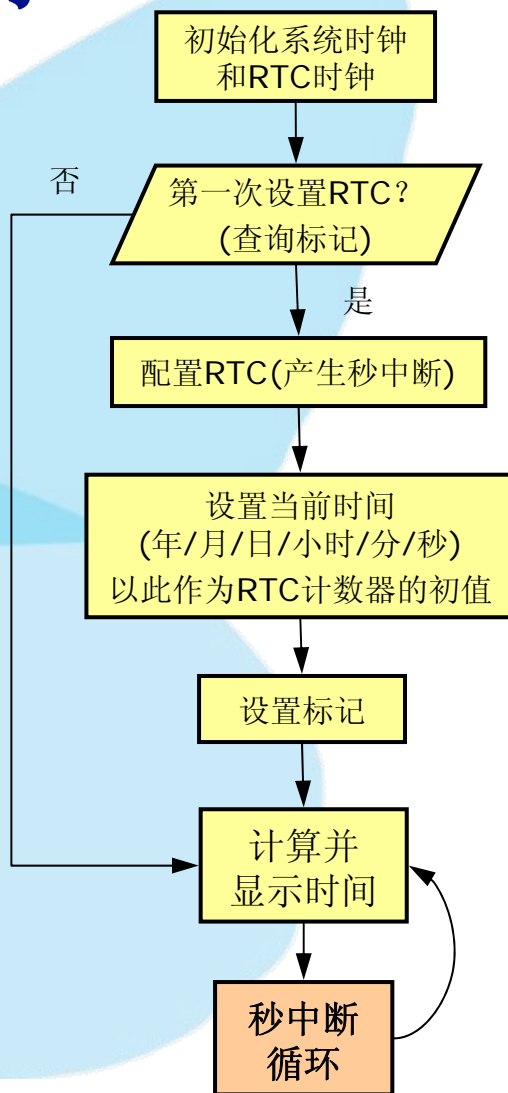 初始化系统时钟
和RTC时钟
否
第一次设置RTC？
(查询标记)
是
配置RTC(产生秒中断)
设置当前时间
(年/月/日/小时/分/秒)
以此作为RTC计数器的初值
设置标记
计算并
显示时间
秒中断
循环